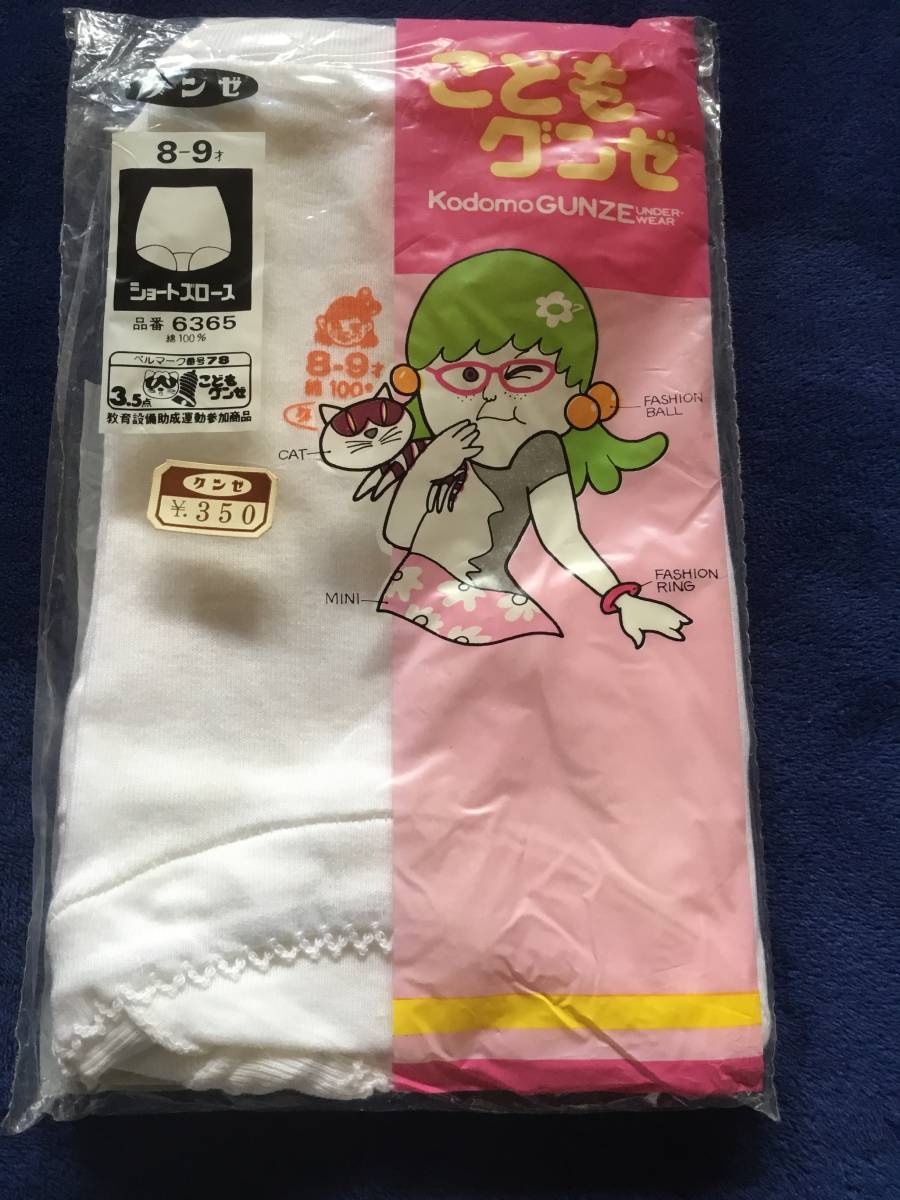 グンゼ
8-9才
ショートズロース
品番 6365
綿100%
ベルマーク番号78
3.5点
こども
グンゼ
教育設備助成運動参加商品
グンゼ
¥.350
こども
グンゼ
Kodomo GUNZE UNDER-
WEAR
8-9才
綿100%
CAT
FASHION
BALL
FASHION
RING
MINI